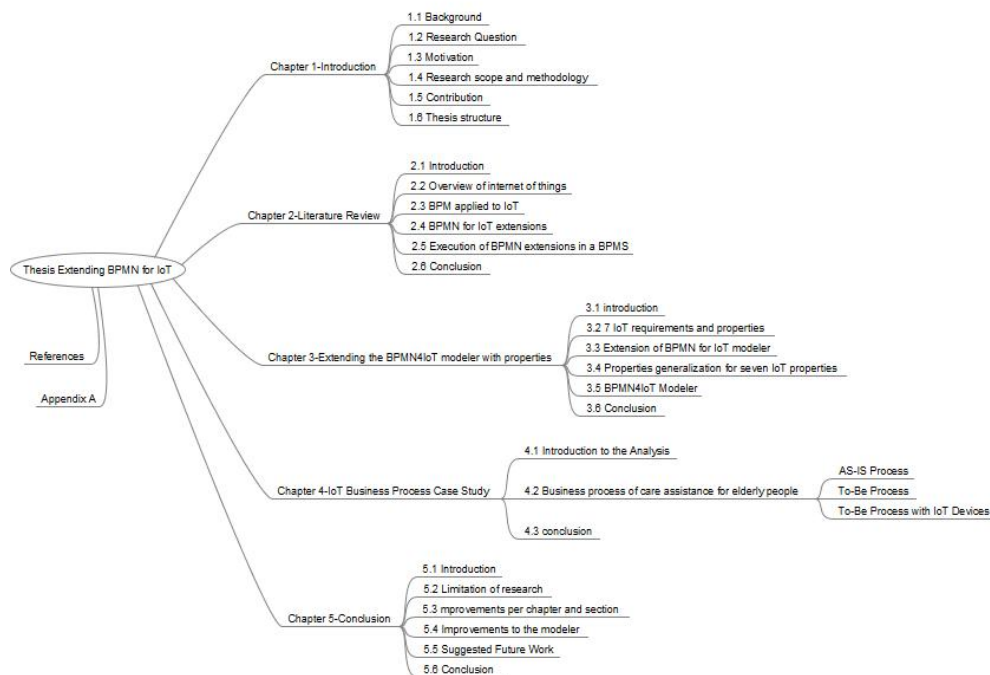 Thesis Extending BPMN for IoT
Chapter 1-Introduction
1.1 Background
1.2 Research Question
1.3 Motivation
1.4 Research scope and methodology
1.5 Contribution
1.6 Thesis structure
Chapter 2-Literature Review
2.1 Introduction
2.2 Overview of internet of things
2.3 BPM applied to IoT
2.4 BPMN for IoT extensions
2.5 Execution of BPMN extensions in a BPMS
2.6 Conclusion
Chapter 3-Extending the BPMN4IoT modeler with properties
3.1 introduction
3.2 7 IoT requirements and properties
3.3 Extension of BPMN for IoT modeler
3.4 Properties generalization for seven IoT properties
3.5 BPMN4IoT Modeler
3.6 Conclusion
Chapter 4-IoT Business Process Case Study
4.1 Introduction to the Analysis
4.2 Business process of care assistance for elderly people
AS-IS Process
To-Be Process
To-Be Process with IoT Devices
4.3 conclusion
Chapter 5-Conclusion
5.1 Introduction
5.2 Limitation of research
5.3 mprovements per chapter and section
5.4 Improvements to the modeler
5.5 Suggested Future Work
5.6 Conclusion
References
Appendix A